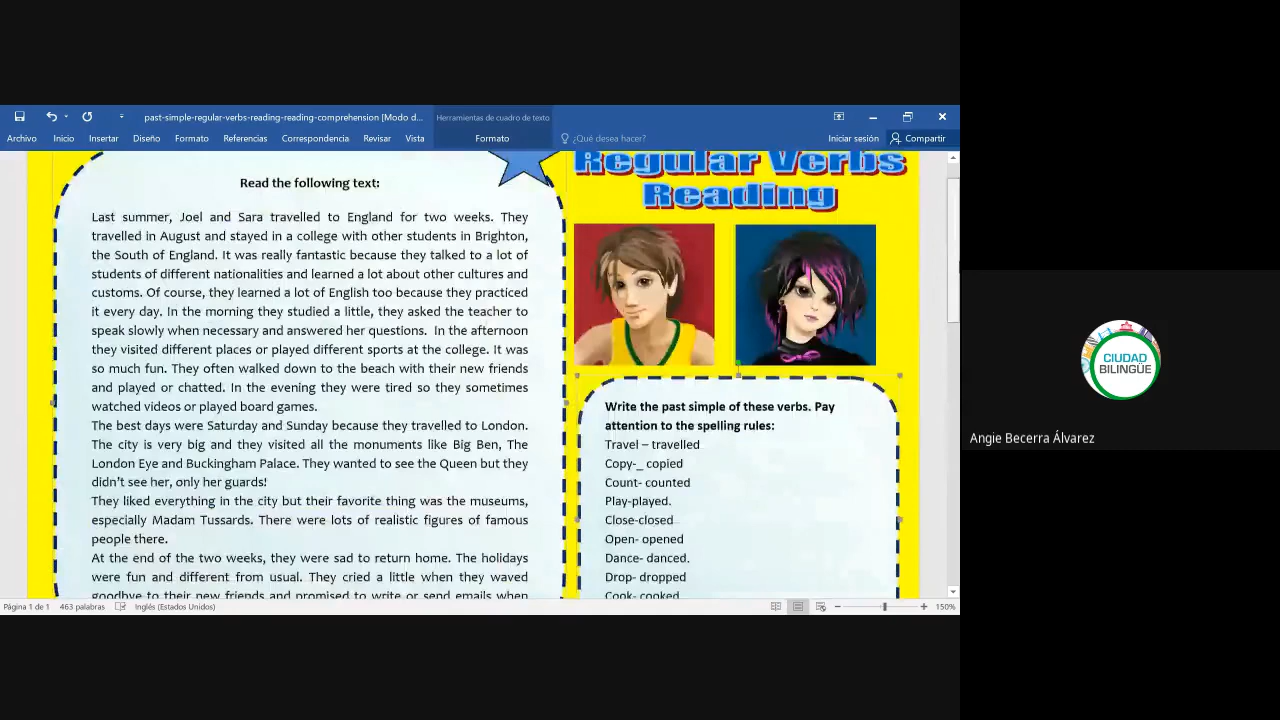 past-simple-regular-verbs-reading-reading-comprehension [Modo d...
Herramientas de cuadro de texto
Archivo Inicio Insertar Diseño Formato Referencias Correspondencia Revisar Vista Formato ¿Qué desea hacer? Iniciar sesión Compartir
Read the following text:
Last summer, Joel and Sara travelled to England for two weeks. They
travelled in August and stayed in a college with other students in Brighton,
the South of England. It was really fantastic because they talked to a lot of
students of different nationalities and learned a lot about other cultures and
customs. Of course, they learned a lot of English too because they practiced
it every day. In the morning they studied a little, they asked the teacher to
speak slowly when necessary and answered her questions. In the afternoon
they visited different places or played different sports at the college. It was
so much fun. They often walked down to the beach with their new friends
and played or chatted. In the evening they were tired so they sometimes
watched videos or played board games.
The best days were Saturday and Sunday because they travelled to London.
The city is very big and they visited all the monuments like Big Ben, The
London Eye and Buckingham Palace. They wanted to see the Queen but they
didn't see her, only her guards!
They liked everything in the city but their favorite thing was the museums,
especially Madam Tussards. There were lots of realistic figures of famous
people there.
At the end of the two weeks, they were sad to return home. The holidays
were fun and different from usual. They cried a little when they waved
goodbye to their new friends and promised to write or send emails when
Regular Verbs
Reading
Write the past simple of these verbs. Pay
attention to the spelling rules:
Travel – travelled
Copy-_ copied
Count- counted
Play-played.
Close-closed
Open- opened
Dance- danced.
Drop- dropped
Cook- cooked
Página 1 de 1 463 palabras Inglés (Estados Unidos) 150%
CIUDAD
BILINGÜE
Angie Becerra Álvarez